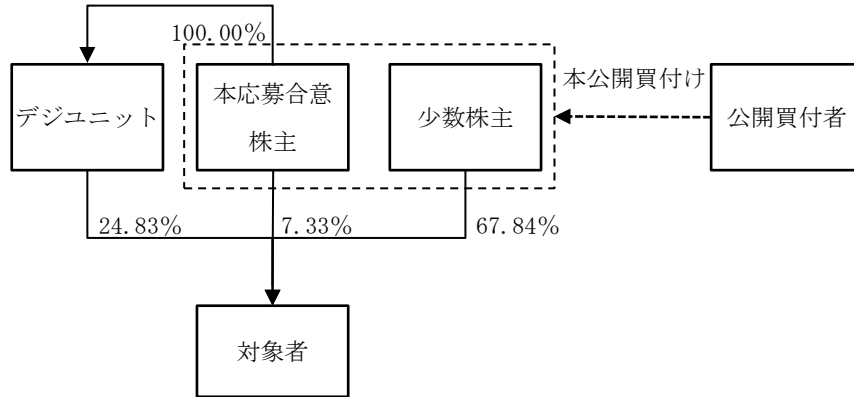 100.00%
デジユニット
本応募合意
株主
少数株主
本公開買付け
公開買付者
24.83%
7.33%
67.84%
対象者